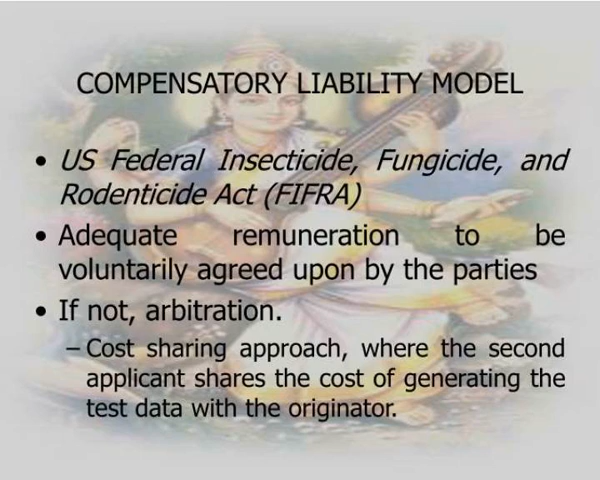 COMPENSATORY LIABILITY MODEL
• US Federal Insecticide, Fungicide, and
Rodenticide Act (FIFRA)
• Adequate remuneration to be
voluntarily agreed upon by the parties
• If not, arbitration.
– Cost sharing approach, where the second
applicant shares the cost of generating the
test data with the originator.